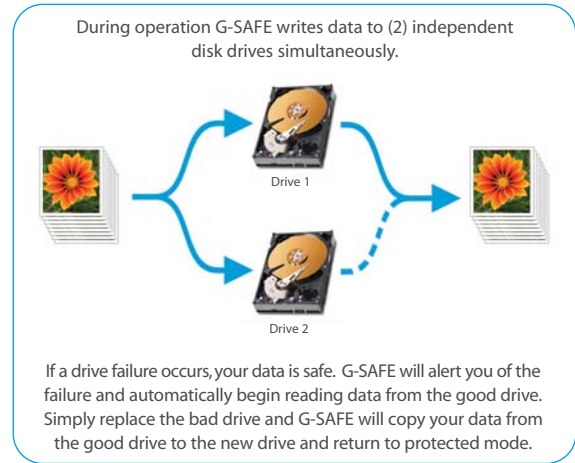 During operation G-SAFE writes data to (2) independent
disk drives simultaneously.
Drive 1
Drive 2
If a drive failure occurs, your data is safe. G-SAFE will alert you of the
failure and automatically begin reading data from the good drive.
Simply replace the bad drive and G-SAFE will copy your data from
the good drive to the new drive and return to protected mode.